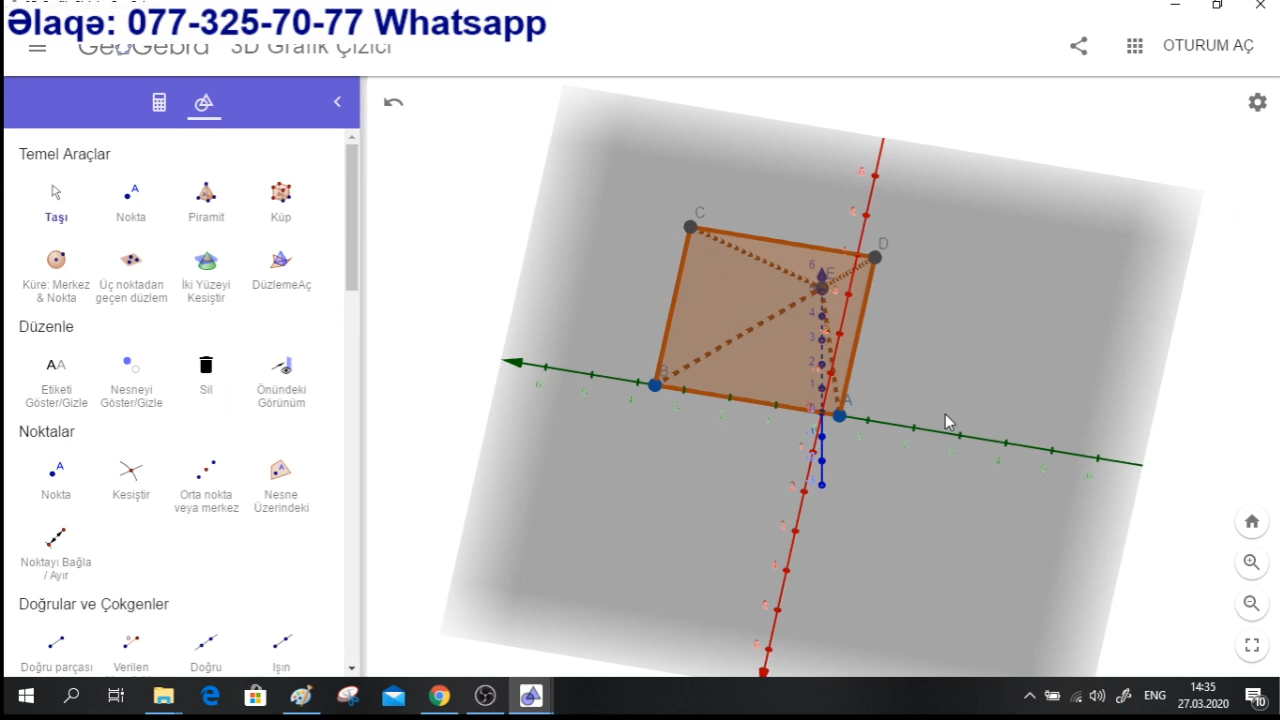 Əlaqə: 077-325-70-77 Whatsapp
GeoGebra 3D Grafik Çizici
OTURUM AÇ
Temel Araçlar
Taşı
Nokta
Piramit
Küp
Küre: Merkez & Nokta
Üç noktadan geçen düzlem
İki Yüzeyi Kesiştir
DüzlemeAç
Düzenle
Etiketi Göster/Gizle
Nesneyi Göster/Gizle
Sil
Önündeki Görünüm
Noktalar
Nokta
Kesiştir
Orta nokta veya merkez
Nesne Üzerindeki
Noktayı Bağla / Ayır
Doğrular ve Çokgenler
Doğru parçası
Verilen
Doğru
Işın
C
D
E
B
A
ENG
14:35
27.03.2020